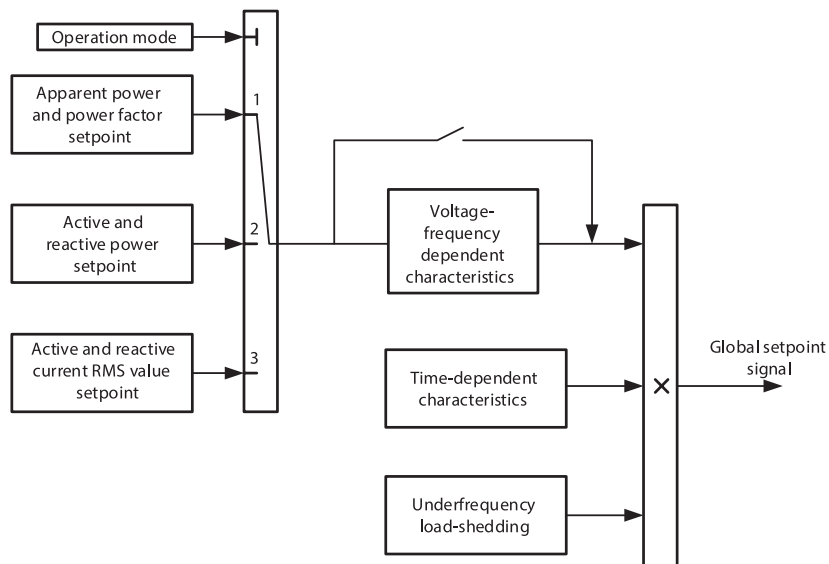 Operation mode
Apparent power
and power factor
setpoint
1
Active and
reactive power
setpoint
2
Active and reactive
current RMS value
setpoint
3
Voltage-
frequency
dependent
characteristics
Time-dependent
characteristics
Underfrequency
load-shedding
×
Global setpoint
signal